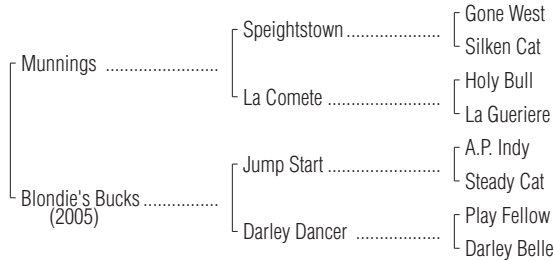 Gone West
Speightstown
Silken Cat
Munnings
Holy Bull
La Comete
La Gueriere
A.P. Indy
Jump Start
Steady Cat
Blondie's Bucks
(2005)
Play Fellow
Darley Dancer
Darley Belle